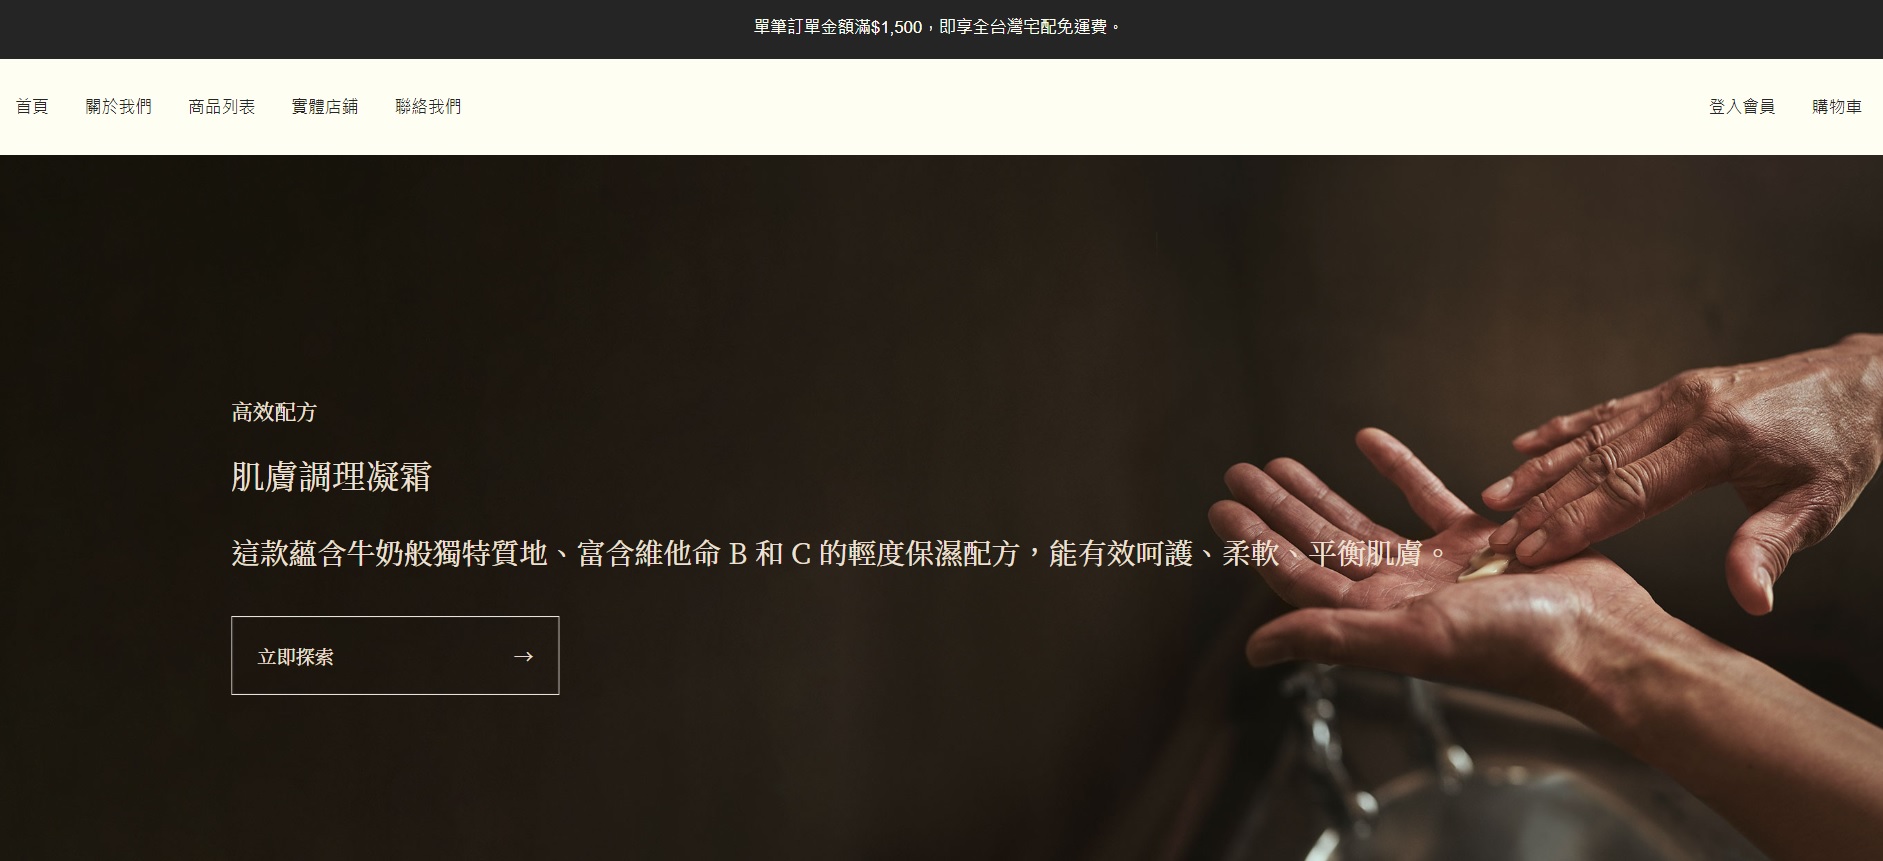 單筆訂單金額滿$1,500，即享全台灣宅配免運費。
首頁 關於我們 商品列表 實體店鋪 聯絡我們 登入會員 購物車
高效配方
肌膚調理凝霜
這款蘊含牛奶般獨特質地、富含維他命 B 和 C 的輕度保濕配方，能有效呵護、柔軟、平衡肌膚。
立即探索 →